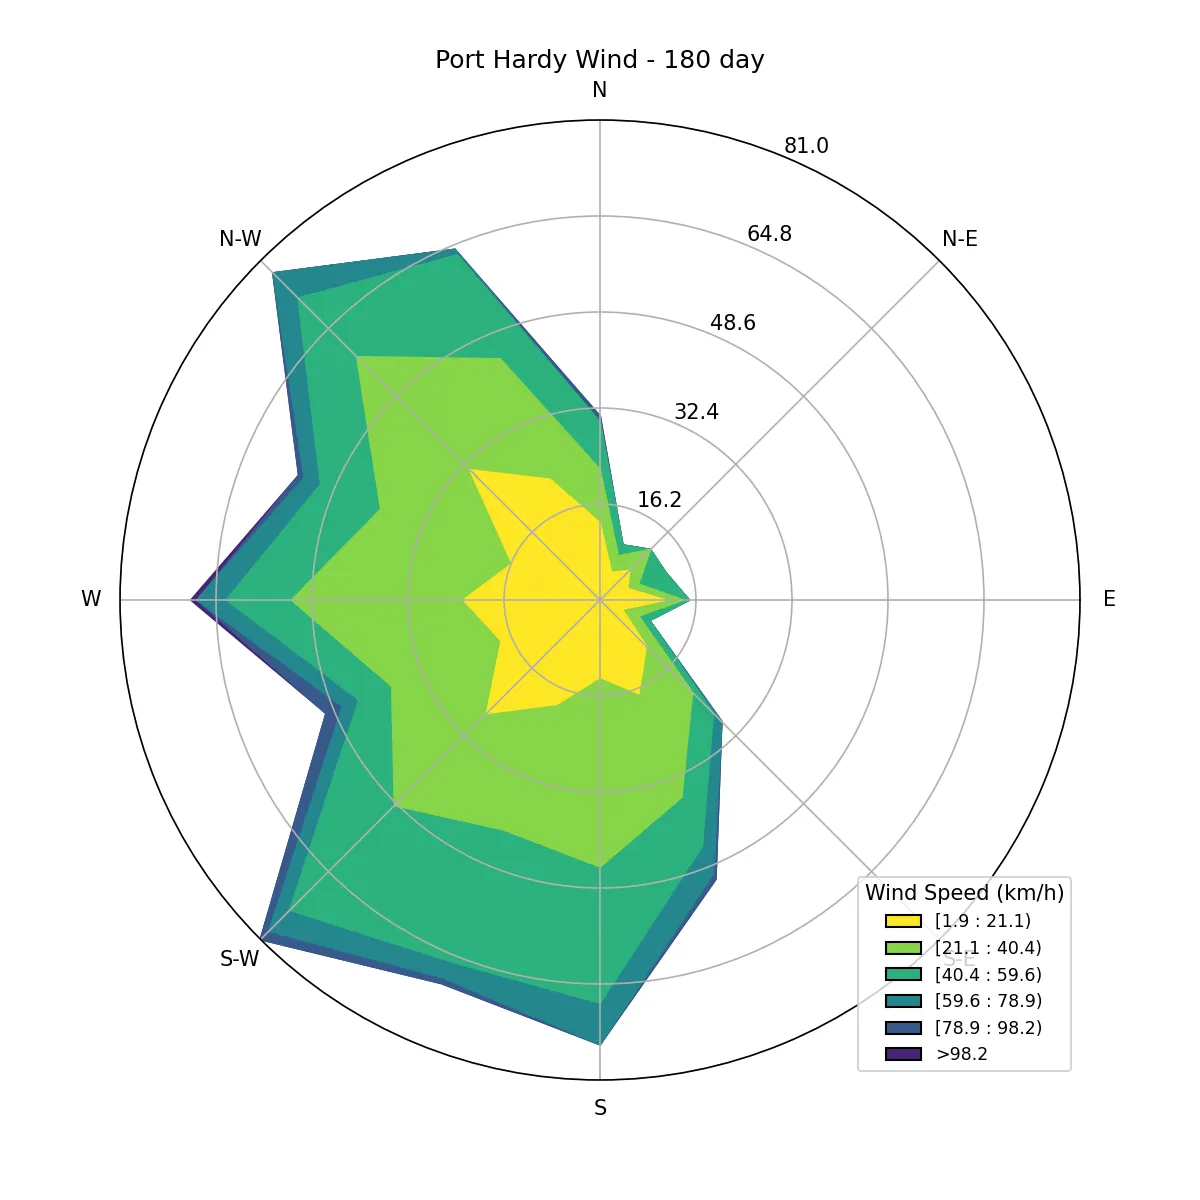 Port Hardy Wind - 180 day
N
81.0
64.8
N-W
N-E
48.6
32.4
16.2
W
E
S-W
S-E
S
Wind Speed (km/h)
[1.9 : 21.1)
[21.1 : 40.4)
[40.4 : 59.6)
[59.6 : 78.9)
[78.9 : 98.2)
>98.2